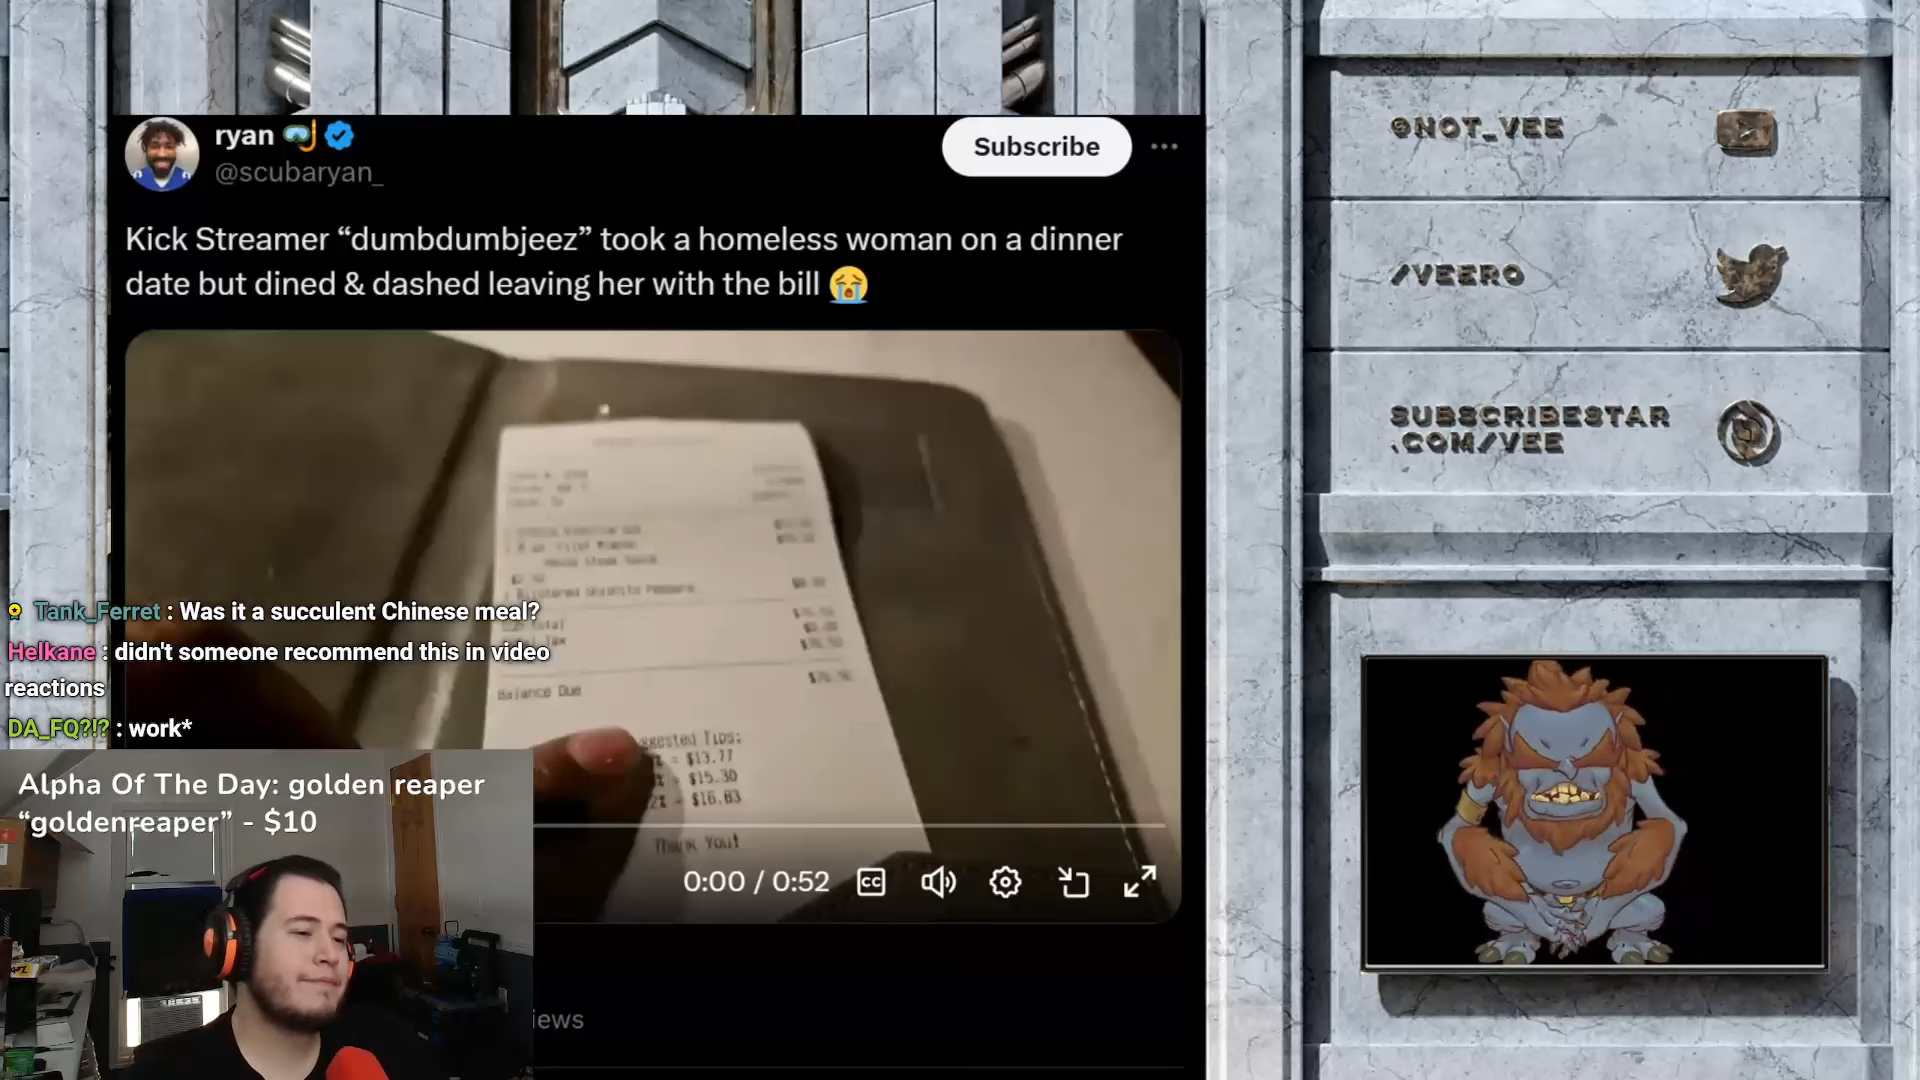 ryan
@scubaryan_
Subscribe
Kick Streamer “dumbdumbjeez” took a homeless woman on a dinner
date but dined & dashed leaving her with the bill
Balance Due
ggested Tips:
= $13.77
= $15.30
= $16.83
Thank You!
0:00 / 0:52
CC
iews
Tank_Ferret : Was it a succulent Chinese meal?
Helkane : didn't someone recommend this in video
reactions
DA_FQ?!? : work*
Alpha Of The Day: golden reaper
“goldenreaper” - $10
@NOT_VEE
/VEERO
SUBSCRIBESTAR
.COM/VEE